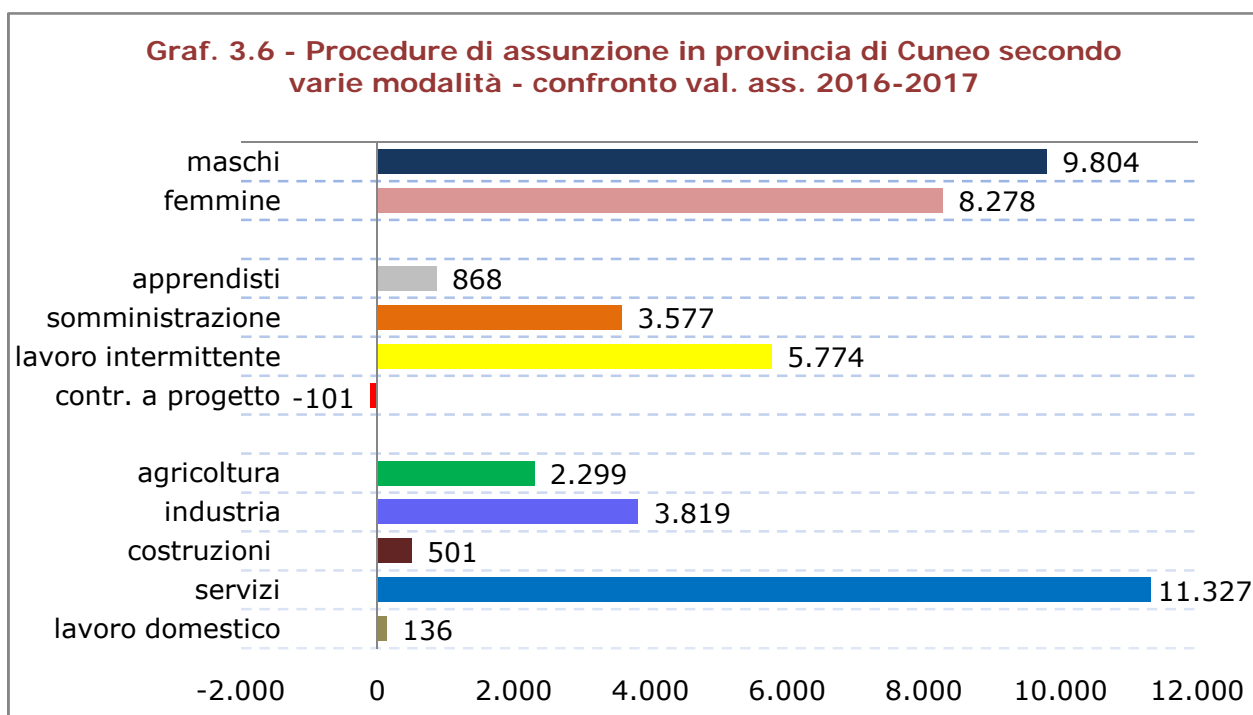 Graf. 3.6 - Procedure di assunzione in provincia di Cuneo secondo
varie modalità - confronto val. ass. 2016-2017
maschi 9.804
femmine 8.278
apprendisti 868
somministrazione 3.577
lavoro intermittente 5.774
contr. a progetto -101
agricoltura 2.299
industria 3.819
costruzioni 501
servizi 11.327
lavoro domestico 136
-2.000 0 2.000 4.000 6.000 8.000 10.000 12.000